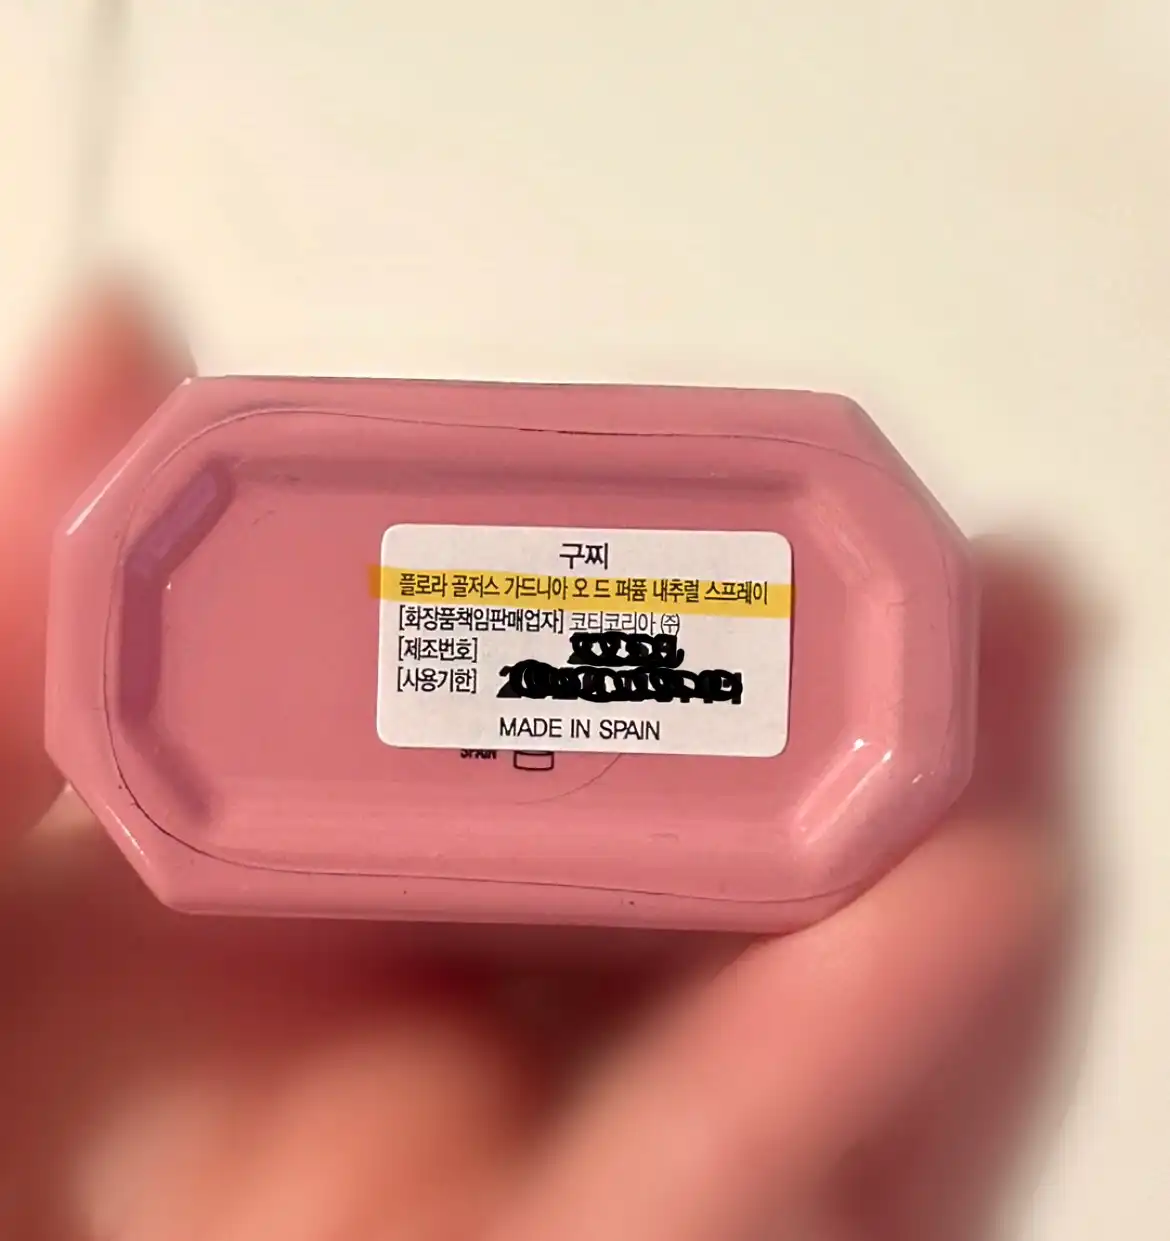 구찌
플로라 골저스 가드니아 오 드 퍼퓸 내추럴 스프레이
[화장품책임판매업자] 코티코리아 ㈜
[제조번호]
[사용기한]
MADE IN SPAIN
SPAIN